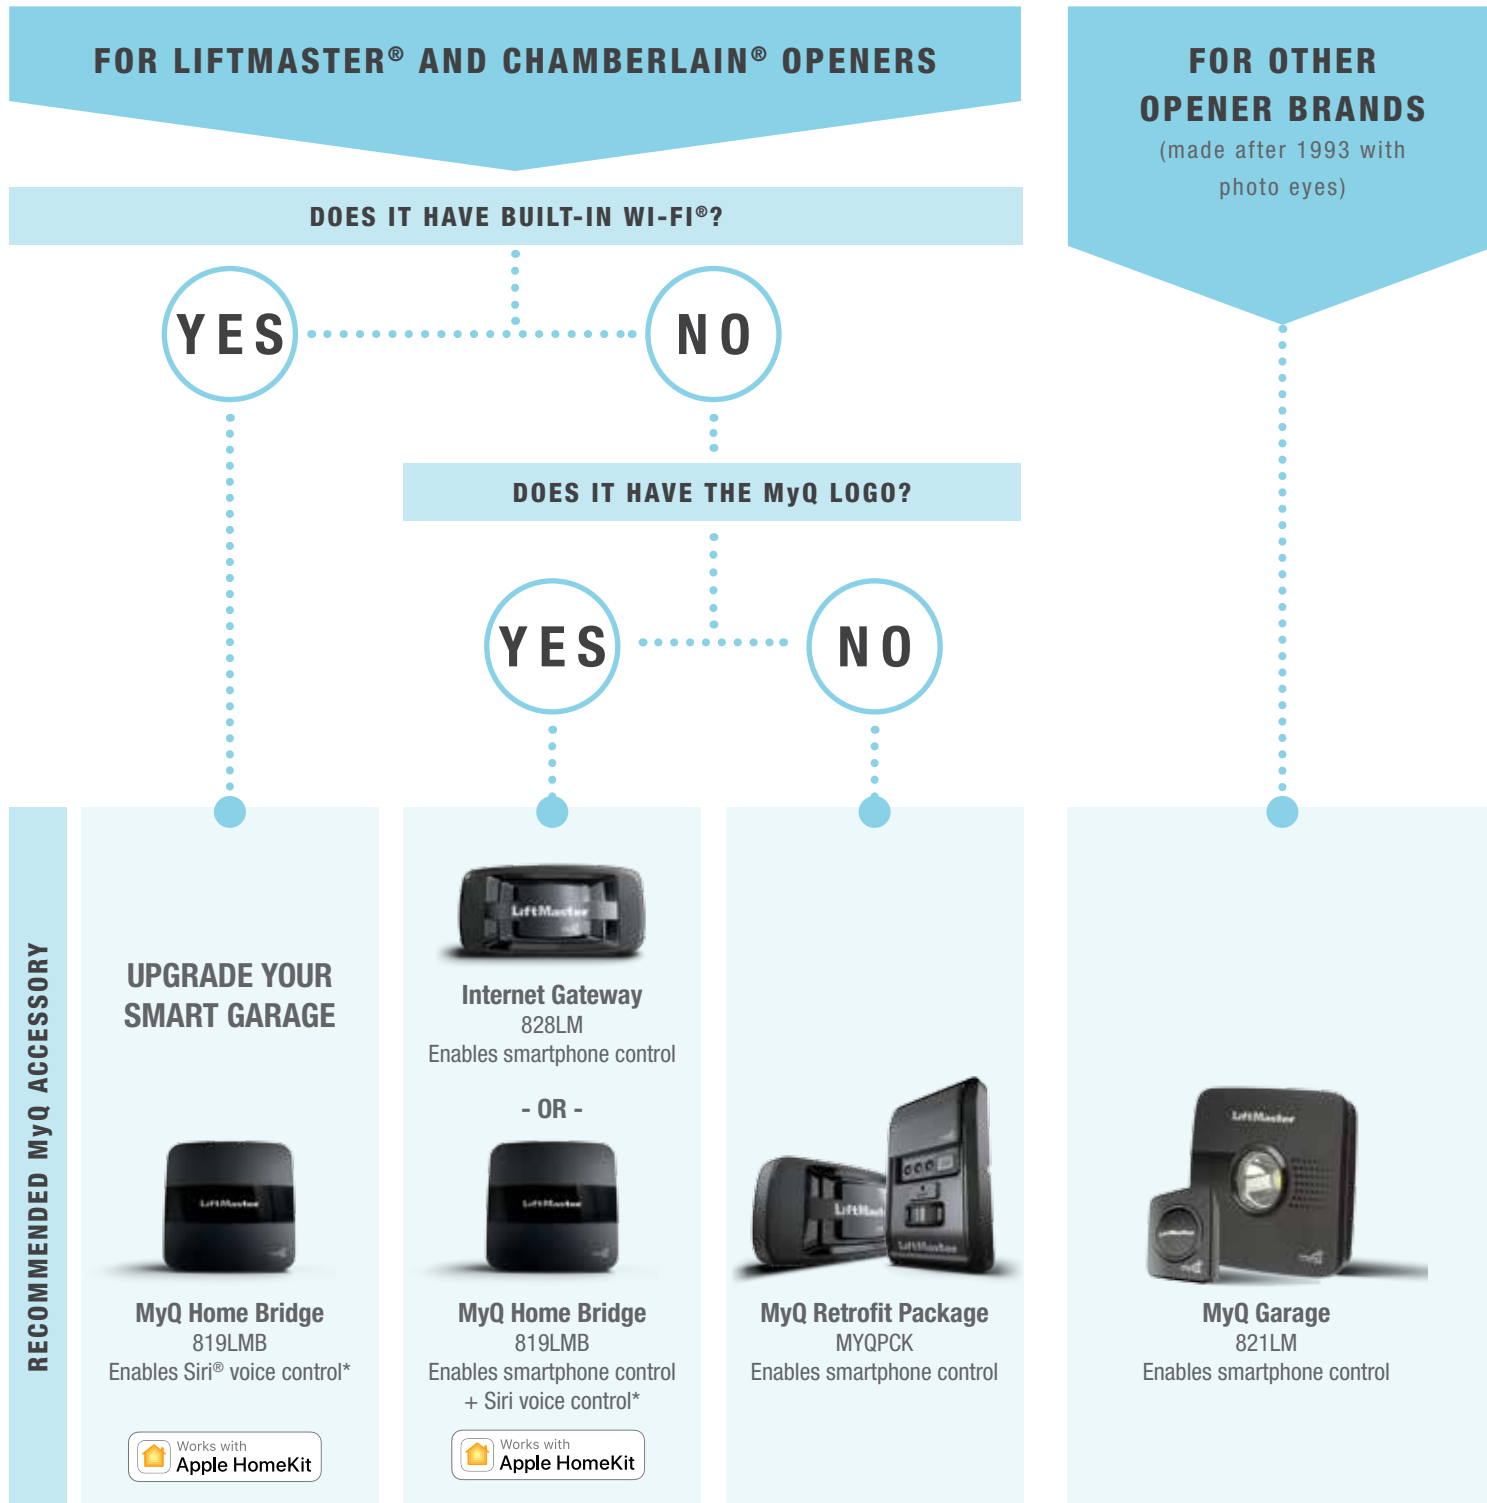 FOR LIFTMASTER® AND CHAMBERLAIN® OPENERS
DOES IT HAVE BUILT-IN WI-FI®?
YES
NO
DOES IT HAVE THE MyQ LOGO?
YES
NO
FOR OTHER
OPENER BRANDS
(made after 1993 with
photo eyes)
RECOMMENDED MyQ ACCESSORY
UPGRADE YOUR
SMART GARAGE
LiftMaster
MyQ Home Bridge
819LMB
Enables Siri® voice control*
Works with
Apple HomeKit
LiftMaster
Internet Gateway
828LM
Enables smartphone control
- OR -
LiftMaster
MyQ Home Bridge
819LMB
Enables smartphone control
+ Siri voice control*
Works with
Apple HomeKit
LiftMaster
MyQ Retrofit Package
MYQPCK
Enables smartphone control
LiftMaster
LiftMaster
MyQ Garage
821LM
Enables smartphone control